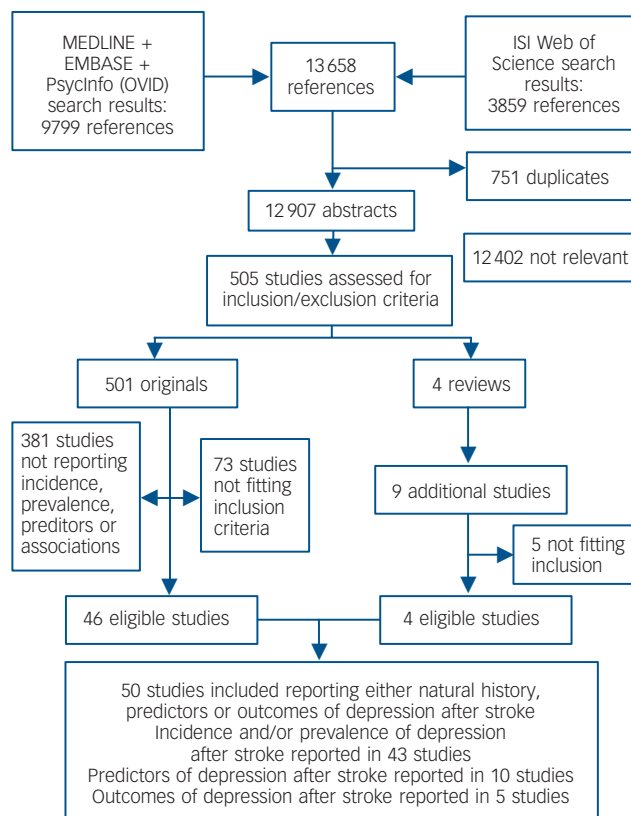 MEDLINE +
EMBASE +
PsycInfo (OVID)
search results:
9799 references
13 658
references
ISI Web of
Science search
results:
3859 references
751 duplicates
12 907 abstracts
12 402 not relevant
505 studies assessed for
inclusion/exclusion criteria
501 originals
4 reviews
381 studies
not reporting
incidence,
prevalence,
preditors or
associations
73 studies
not fitting
inclusion
criteria
9 additional studies
5 not fitting
inclusion
46 eligible studies
4 eligible studies
50 studies included reporting either natural history,
predictors or outcomes of depression after stroke
Incidence and/or prevalence of depression
after stroke reported in 43 studies
Predictors of depression after stroke reported in 10 studies
Outcomes of depression after stroke reported in 5 studies